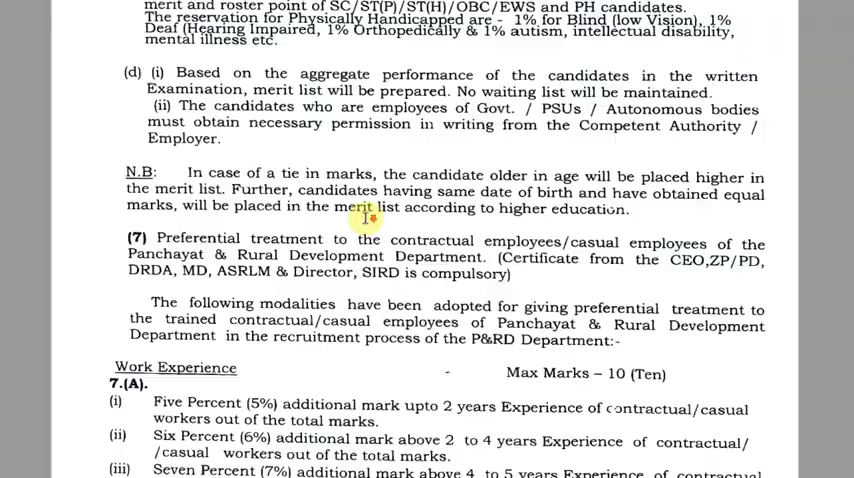 merit and roster point of SC/ST(P)/ST(H)/OBC/EWS and PH candidates.
The reservation for Physically Handicapped are - 1% for Blind (low Vision), 1%
Deaf (Hearing Impaired, 1% Orthopedically & 1% autism, intellectual disability,
mental illness etc.
(d) (i) Based on the aggregate performance of the candidates in the written
Examination, merit list will be prepared. No waiting list will be maintained.
(ii) The candidates who are employees of Govt. / PSUs / Autonomous bodies
must obtain necessary permission in writing from the Competent Authority /
Employer.
N.B: In case of a tie in marks, the candidate older in age will be placed higher in
the merit list. Further, candidates having same date of birth and have obtained equal
marks, will be placed in the merit list according to higher education.
(7) Preferential treatment to the contractual employees/casual employees of the
Panchayat & Rural Development Department. (Certificate from the CEO,ZP/PD,
DRDA, MD, ASRLM & Director, SIRD is compulsory)
The following modalities have been adopted for giving preferential treatment to
the trained contractual/casual employees of Panchayat & Rural Development
Department in the recruitment process of the P&RD Department:-
Work Experience - Max Marks – 10 (Ten)
7.(A).
(i) Five Percent (5%) additional mark upto 2 years Experience of contractual/casual
workers out of the total marks.
(ii) Six Percent (6%) additional mark above 2 to 4 years Experience of contractual/
/casual workers out of the total marks.
(iii) Seven Percent (7%) additional mark above 4 to 5 years Experience of contractual